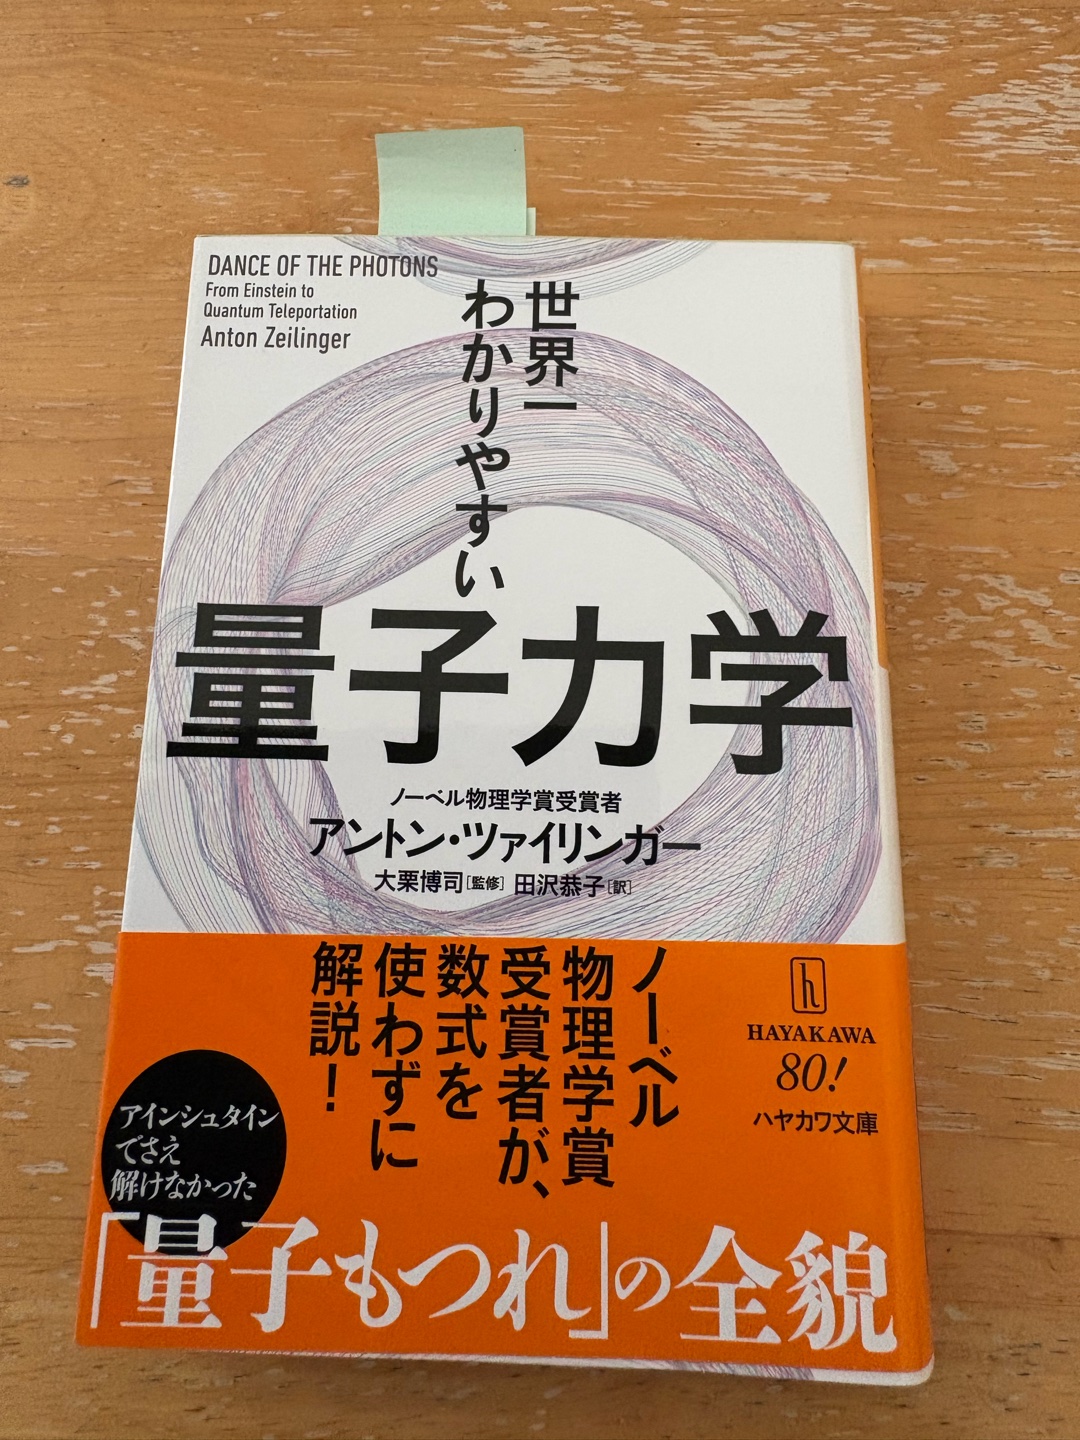 DANCE OF THE PHOTONS
From Einstein to
Quantum Teleportation
Anton Zeilinger
世界一
わかりやすい
量子力学
ノーベル物理学賞受賞者
アントン・ツァイリンガー
大栗博司[監修] 田沢恭子[訳]
ノーベル
物理学賞
受賞者が、
数式を
使わずに
解説!
h
HAYAKAWA
80!
ハヤカワ文庫
アインシュタイン
でさえ
解けなかった
「量子もつれ」の全貌